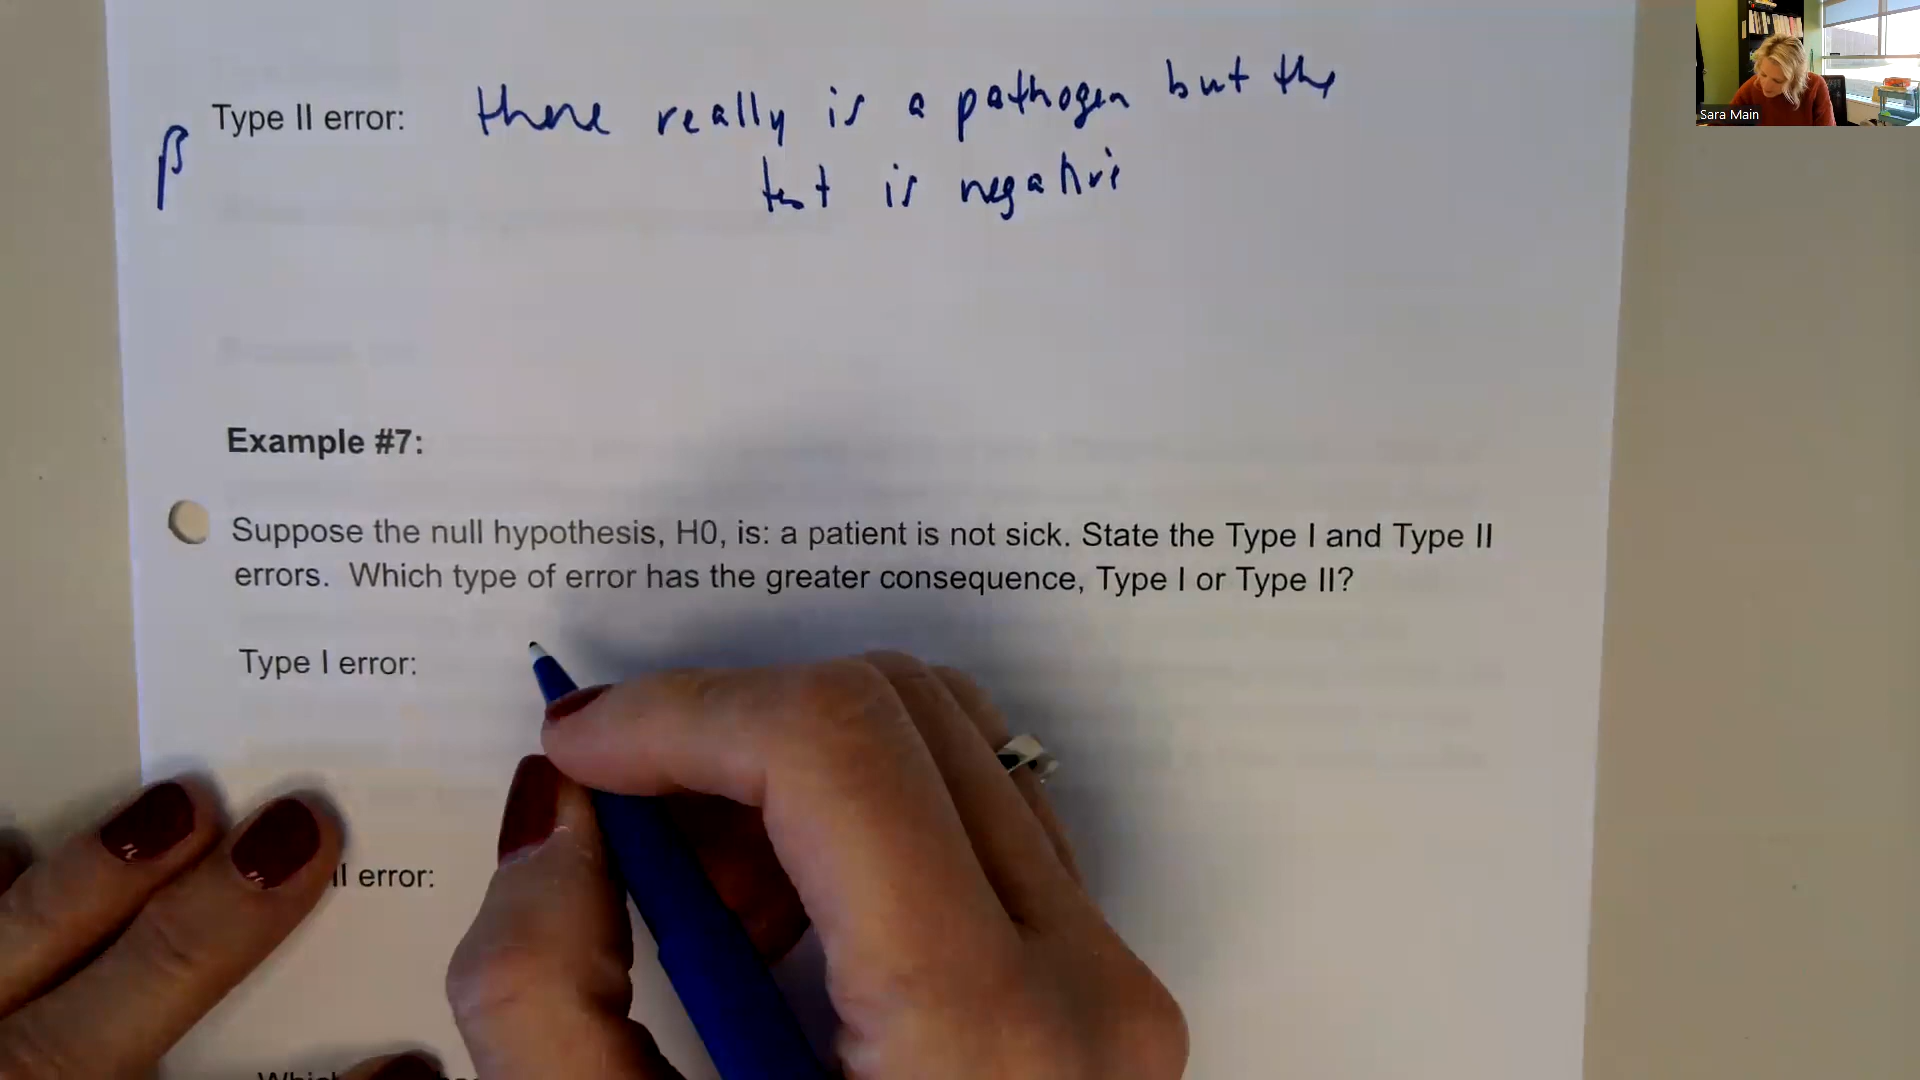 Sara Main
Type II error: there really is a pathogen but the
β
test is negative
Example #7:
Suppose the null hypothesis, H0, is: a patient is not sick. State the Type I and Type II
errors. Which type of error has the greater consequence, Type I or Type II?
Type I error:
II error: